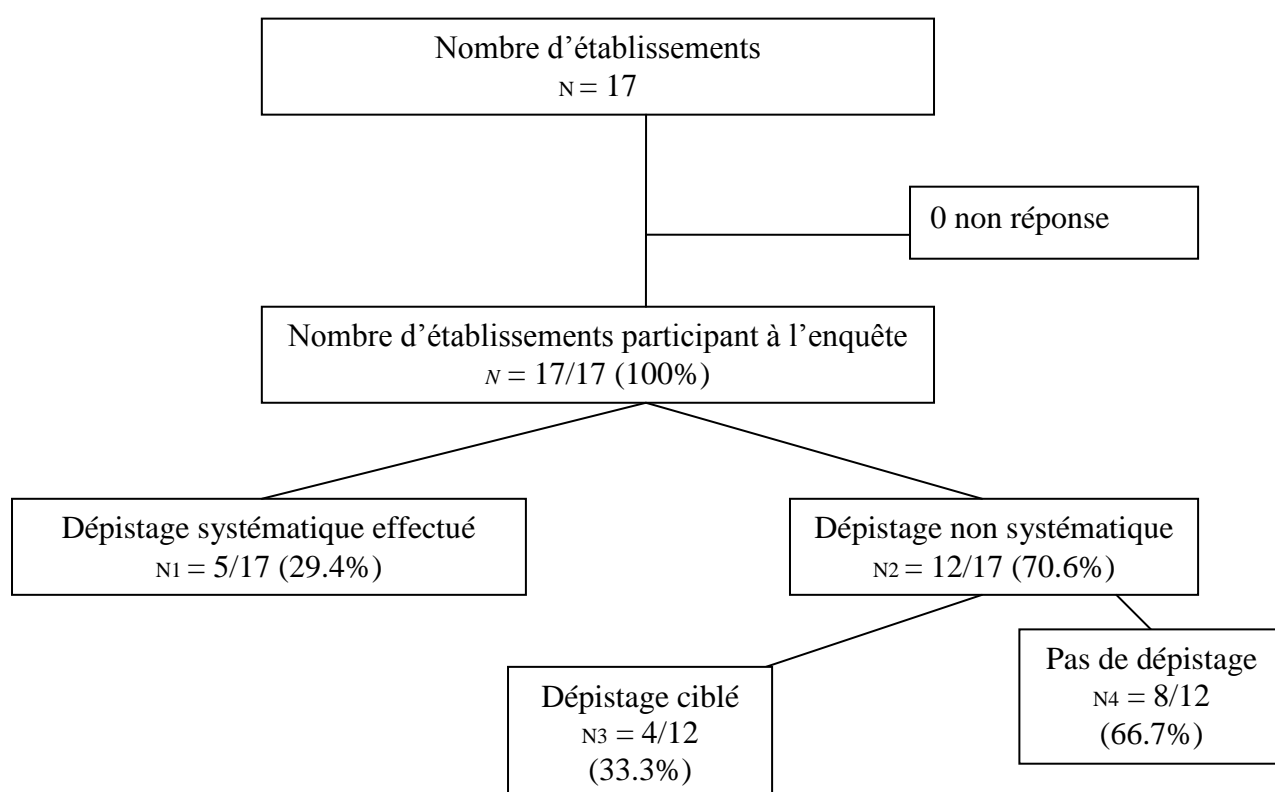 Nombre d’établissements
N = 17
0 non réponse
Nombre d’établissements participant à l’enquête
N = 17/17 (100%)
Dépistage systématique effectué
N1 = 5/17 (29.4%)
Dépistage non systématique
N2 = 12/17 (70.6%)
Dépistage ciblé
N3 = 4/12
(33.3%)
Pas de dépistage
N4 = 8/12
(66.7%)